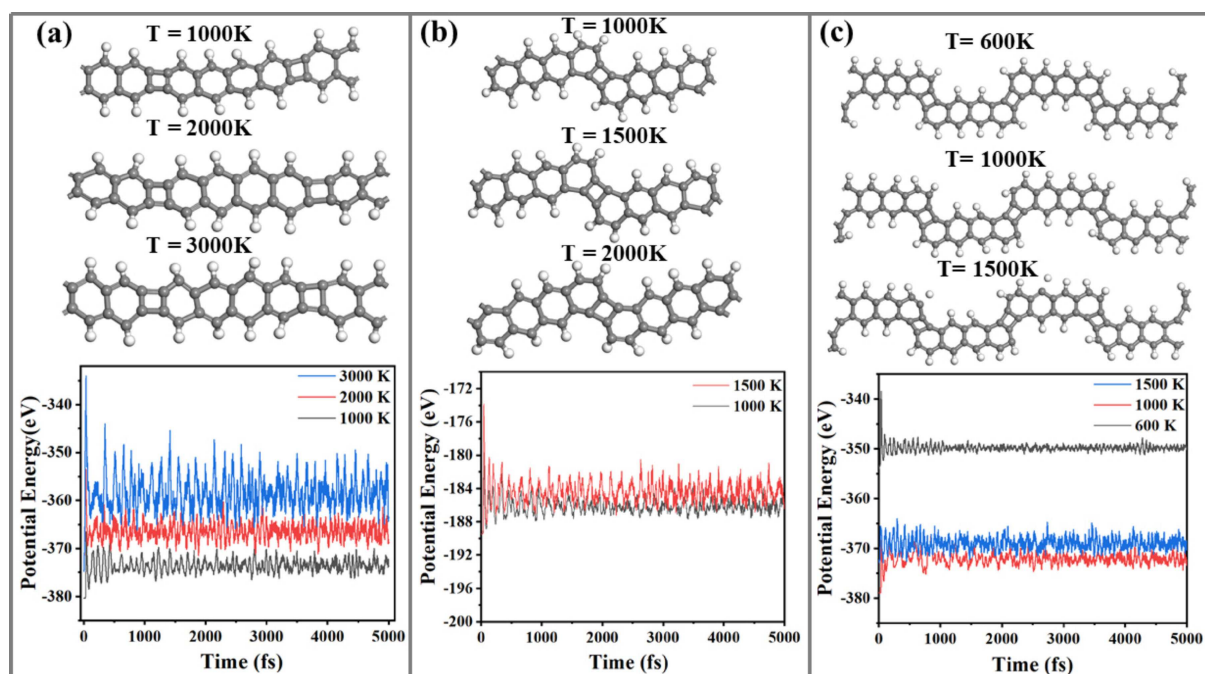 (a)
T = 1000K
T = 2000K
T = 3000K
3000 K
2000 K
1000 K
-340
-350
-360
-370
-380
Potential Energy(eV)
0 1000 2000 3000 4000 5000
Time (fs)
(b)
T = 1000K
T = 1500K
T = 2000K
1500 K
1000 K
-172
-176
-180
-184
-188
-192
-196
-200
Potential Energy (eV)
0 1000 2000 3000 4000 5000
Time (fs)
(c)
T= 600K
T= 1000K
T= 1500K
1500 K
1000 K
600 K
-340
-350
-360
-370
-380
Potential Energy (eV)
0 1000 2000 3000 4000 5000
Time (fs)